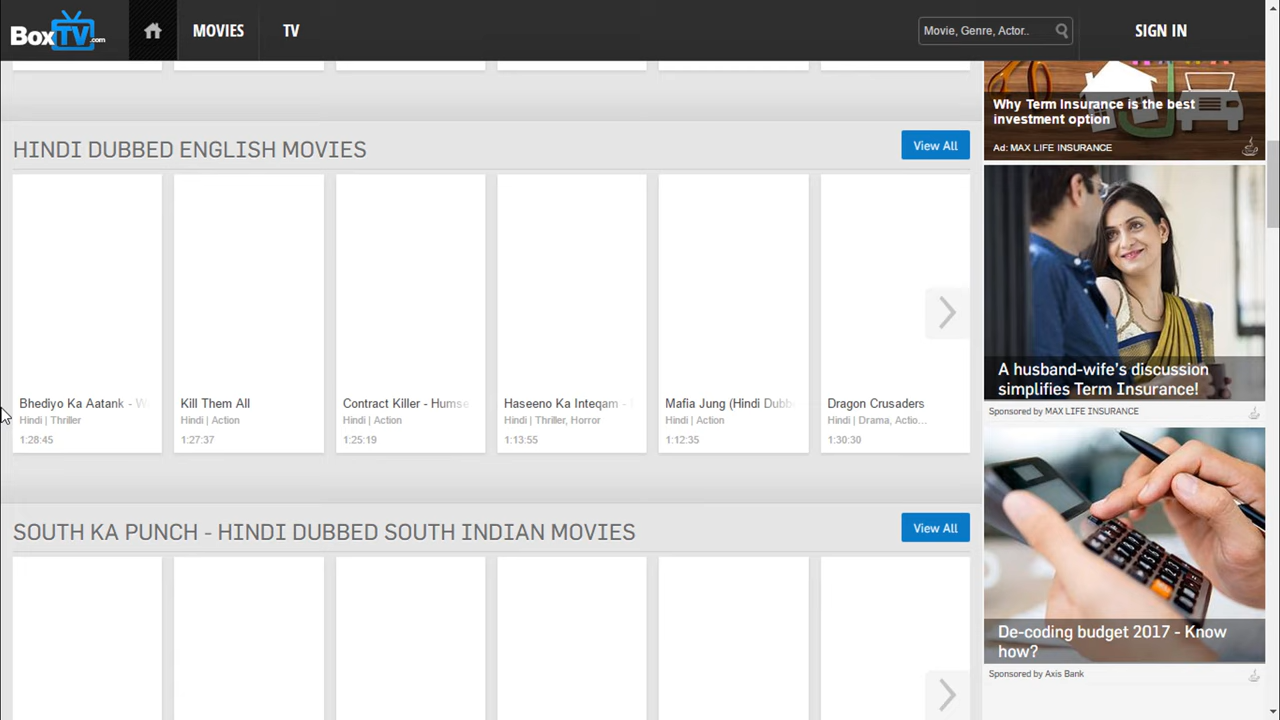 BoxTV.com
MOVIES
TV
Movie, Genre, Actor..
SIGN IN
Why Term Insurance is the best
investment option
Ad: MAX LIFE INSURANCE
HINDI DUBBED ENGLISH MOVIES
View All
Bhediyo Ka Aatank -
Hindi | Thriller
1:28:45
Kill Them All
Hindi | Action
1:27:37
Contract Killer - Humse
Hindi | Action
1:25:19
Haseeno Ka Inteqam -
Hindi | Thriller, Horror
1:13:55
Mafia Jung (Hindi Dubb
Hindi | Action
1:12:35
Dragon Crusaders
Hindi | Drama, Actio...
1:30:30
A husband-wife's discussion
simplifies Term Insurance!
Sponsored by MAX LIFE INSURANCE
SOUTH KA PUNCH - HINDI DUBBED SOUTH INDIAN MOVIES
View All
De-coding budget 2017 - Know
how?
Sponsored by Axis Bank